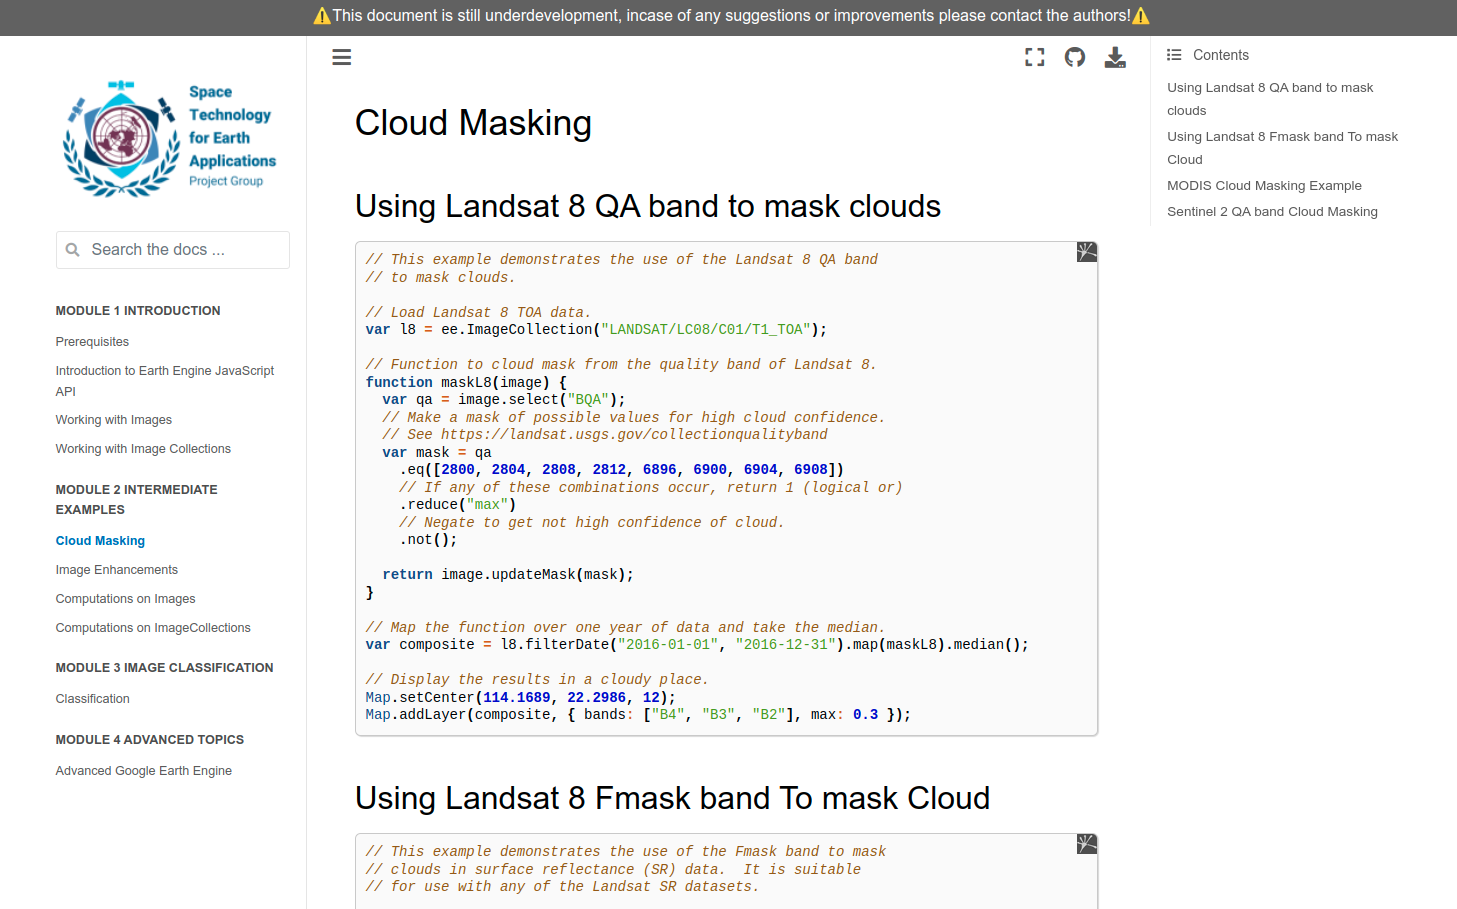 ⚠️This document is still underdevelopment, incase of any suggestions or improvements please contact the authors!⚠️
Space
Technology
for Earth
Applications
Project Group
Search the docs ...
MODULE 1 INTRODUCTION
Prerequisites
Introduction to Earth Engine JavaScript
API
Working with Images
Working with Image Collections
MODULE 2 INTERMEDIATE
EXAMPLES
Cloud Masking
Image Enhancements
Computations on Images
Computations on ImageCollections
MODULE 3 IMAGE CLASSIFICATION
Classification
MODULE 4 ADVANCED TOPICS
Advanced Google Earth Engine
Cloud Masking
Using Landsat 8 QA band to mask clouds
// This example demonstrates the use of the Landsat 8 QA band
// to mask clouds.
// Load Landsat 8 TOA data.
var l8 = ee.ImageCollection("LANDSAT/LC08/C01/T1_TOA");
// Function to cloud mask from the quality band of Landsat 8.
function maskL8(image) {
  var qa = image.select("BQA");
  // Make a mask of possible values for high cloud confidence.
  // See https://landsat.usgs.gov/collectionqualityband
  var mask = qa
    .eq([2800, 2804, 2808, 2812, 6896, 6900, 6904, 6908])
    // If any of these combinations occur, return 1 (logical or)
    .reduce("max")
    // Negate to get not high confidence of cloud.
    .not();
  return image.updateMask(mask);
}
// Map the function over one year of data and take the median.
var composite = l8.filterDate("2016-01-01", "2016-12-31").map(maskL8).median();
// Display the results in a cloudy place.
Map.setCenter(114.1689, 22.2986, 12);
Map.addLayer(composite, { bands: ["B4", "B3", "B2"], max: 0.3 });
Using Landsat 8 Fmask band To mask Cloud
// This example demonstrates the use of the Fmask band to mask
// clouds in surface reflectance (SR) data.  It is suitable
// for use with any of the Landsat SR datasets.
Contents
Using Landsat 8 QA band to mask
clouds
Using Landsat 8 Fmask band To mask
Cloud
MODIS Cloud Masking Example
Sentinel 2 QA band Cloud Masking